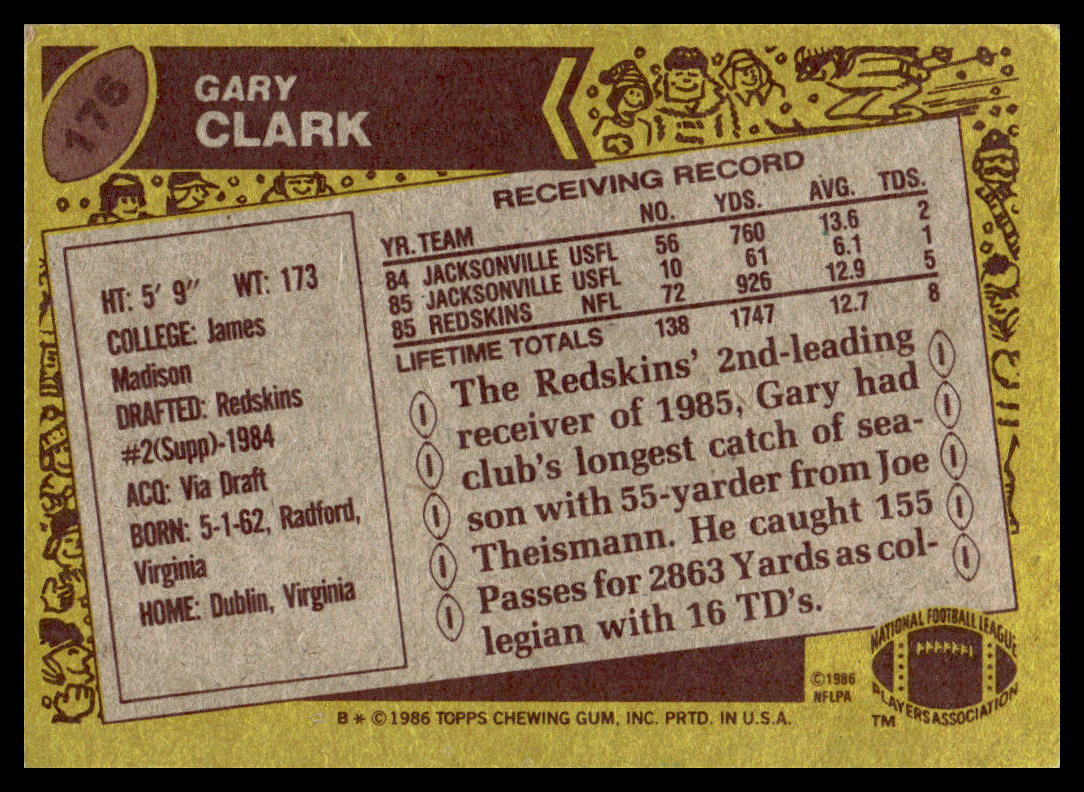 176
GARY
CLARK
RECEIVING RECORD
YR. TEAM NO. YDS. AVG. TDS.
84 JACKSONVILLE USFL 56 760 13.6 2
85 JACKSONVILLE USFL 10 61 6.1 1
85 REDSKINS NFL 72 926 12.9 5
LIFETIME TOTALS 138 1747 12.7 8
HT: 5' 9" WT: 173
COLLEGE: James
Madison
DRAFTED: Redskins
#2(Supp)-1984
ACQ: Via Draft
BORN: 5-1-62, Radford,
Virginia
HOME: Dublin, Virginia
The Redskins' 2nd-leading
receiver of 1985, Gary had
club's longest catch of sea-
son with 55-yarder from Joe
Theismann. He caught 155
Passes for 2863 Yards as col-
legian with 16 TD's.
©1986
NFLPA
NATIONAL FOOTBALL LEAGUE
PLAYERS ASSOCIATION
TM
B * © 1986 TOPPS CHEWING GUM, INC. PRTD. IN U.S.A.